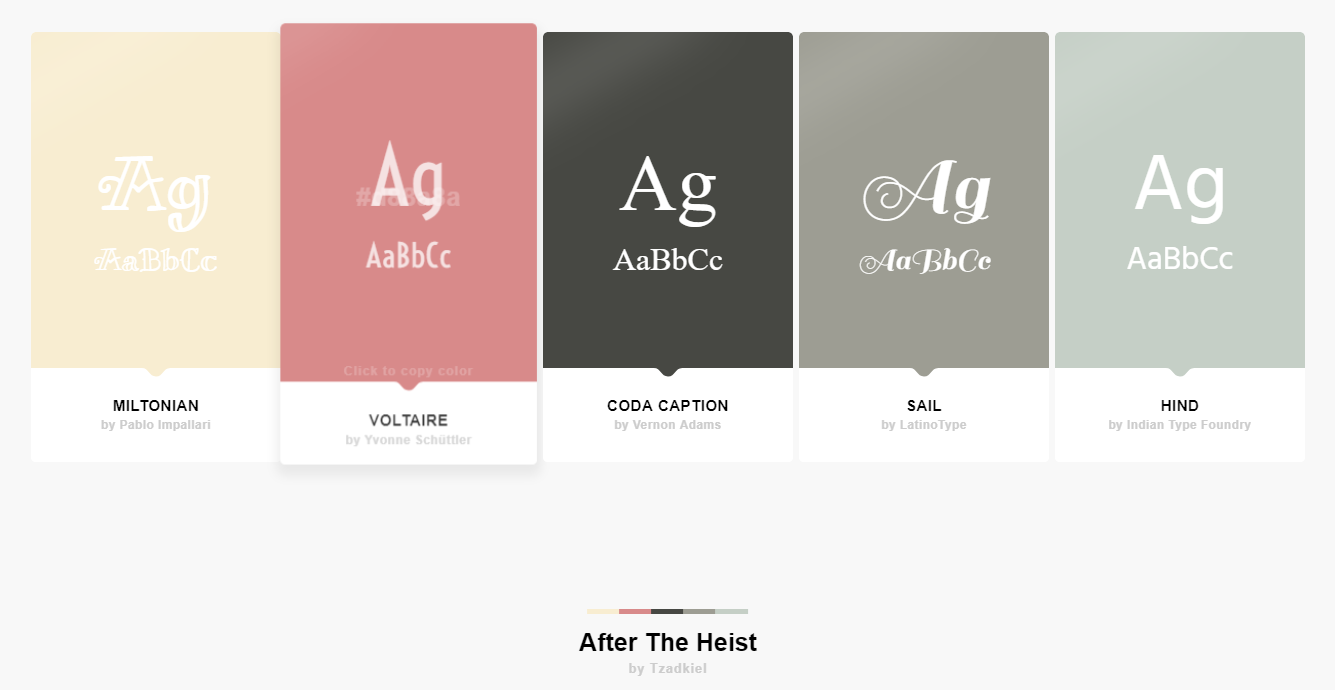 Ag
AaBbCc
MILTONIAN
by Pablo Impallari
Ag
AaBbCc
Click to copy color
VOLTAIRE
by Yvonne Schüttler
Ag
AaBbCc
CODA CAPTION
by Vernon Adams
Ag
AaBbCc
SAIL
by LatinoType
Ag
AaBbCc
HIND
by Indian Type Foundry
After The Heist
by Tzadkiel